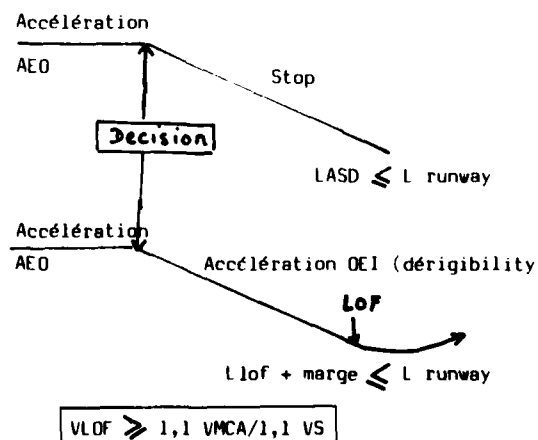 Accélération
AEO
Stop
Decision
LASD ⩽ L runway
Accélération
AEO
Accélération OEI (dérigibility
LOF
Llof + marge ⩽ L runway
VLOF ⩾ 1,1 VMCA/1,1 VS